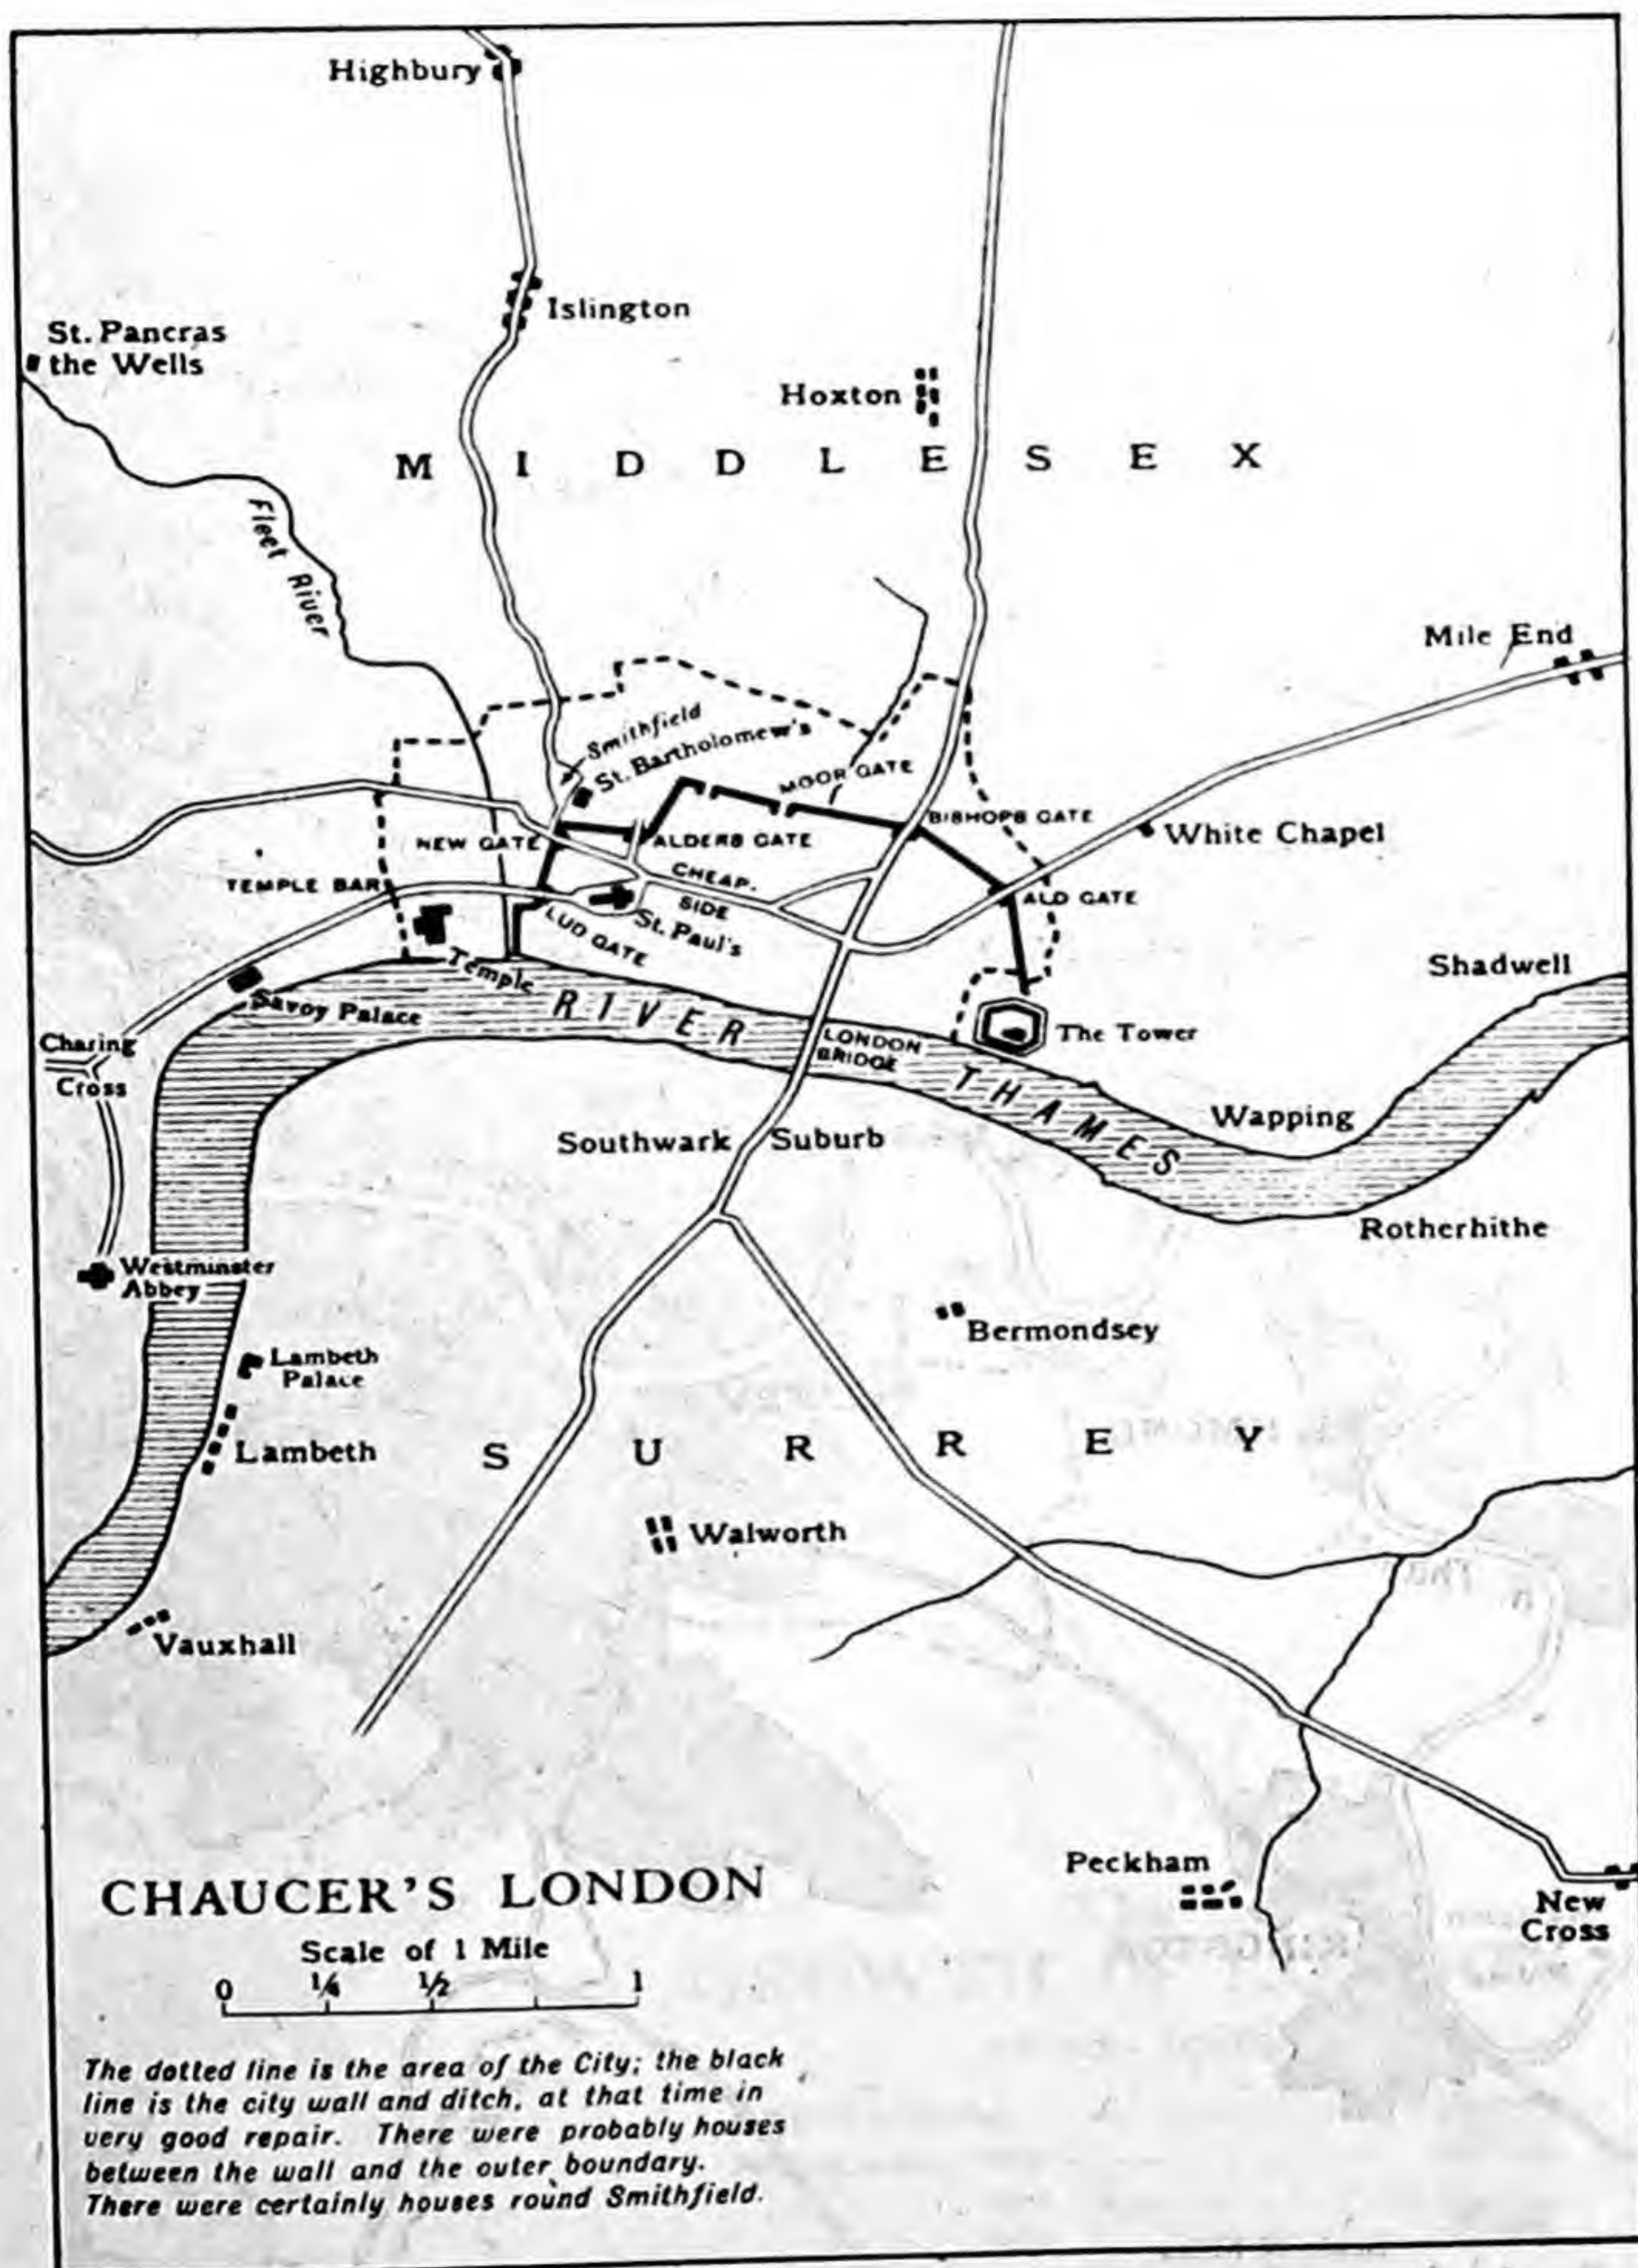 Highbury
Islington
St. Pancras
the Wells
Hoxton
MIDDLESEX
Fleet River
Mile End
Smithfield
St. Bartholomew's
MOOR GATE
BISHOPS GATE
NEW GATE
ALDERS GATE
White Chapel
TEMPLE BAR
CHEAP.
SIDE
ALD GATE
LUD GATE
St. Paul's
Temple
Shadwell
Savoy Palace
RIVER THAMES
LONDON
BRIDGE
The Tower
Charing
Cross
Wapping
Southwark Suburb
Rotherhithe
Westminster
Abbey
Bermondsey
Lambeth
Palace
Lambeth
SURREY
Walworth
Vauxhall
Peckham
New
Cross
CHAUCER'S LONDON
Scale of 1 Mile
0 ¼ ½ 1
The dotted line is the area of the City; the black
line is the city wall and ditch, at that time in
very good repair. There were probably houses
between the wall and the outer boundary.
There were certainly houses round Smithfield.